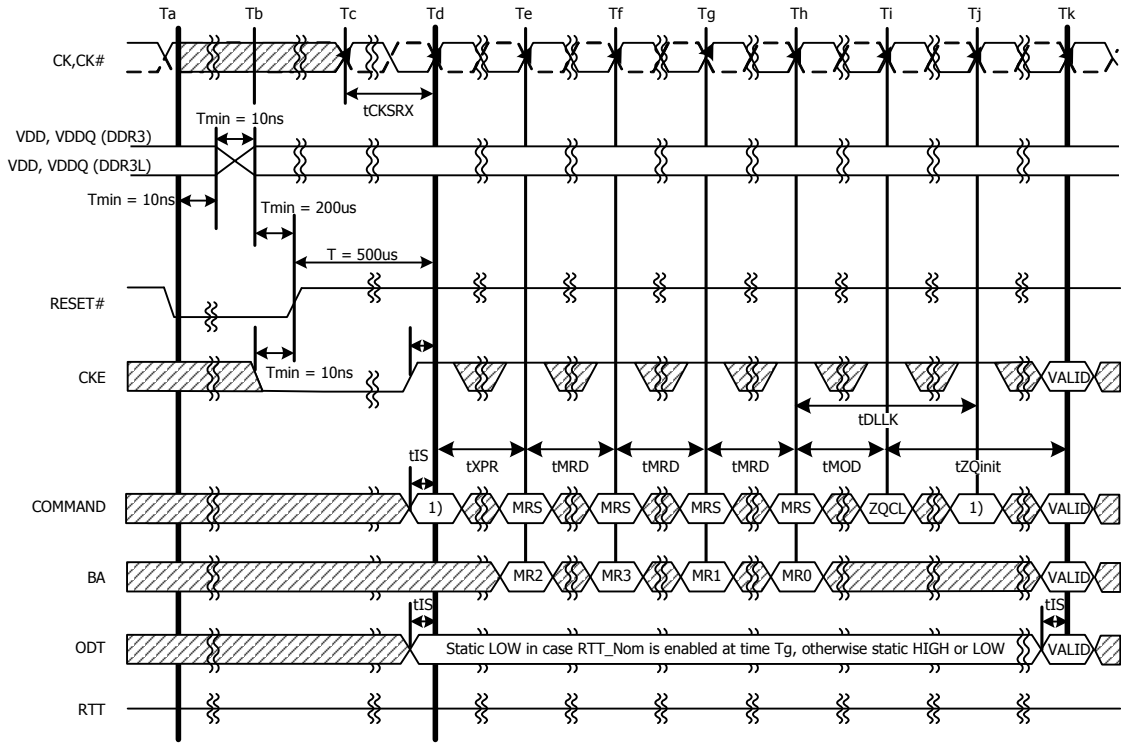 Ta Tb Tc Td Te Tf Tg Th Ti Tj Tk
CK,CK#
tCKSRX
Tmin = 10ns
VDD, VDDQ (DDR3)
VDD, VDDQ (DDR3L)
Tmin = 10ns
Tmin = 200us
T = 500us
RESET#
Tmin = 10ns
CKE
VALID
tDLLK
tXPR tMRD tMRD tMRD tMOD tZQinit
tIS
COMMAND
1) MRS MRS MRS MRS ZQCL 1) VALID
BA
MR2 MR3 MR1 MR0 VALID
tIS tIS
ODT
Static LOW in case RTT_Nom is enabled at time Tg, otherwise static HIGH or LOW
VALID
RTT